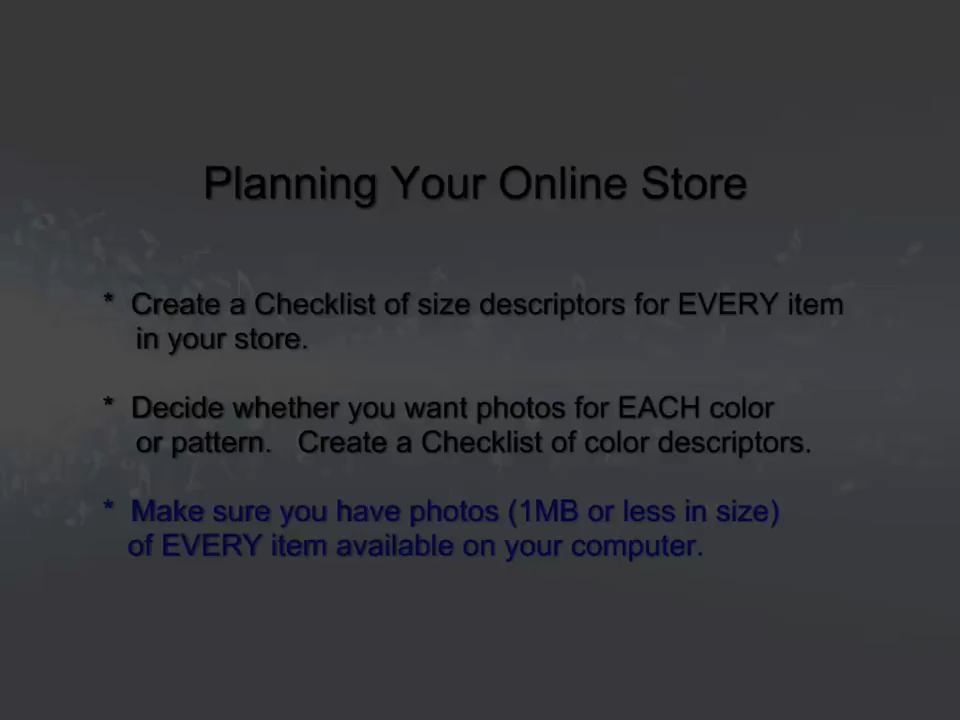 Planning Your Online Store
* Create a Checklist of size descriptors for EVERY item
in your store.
* Decide whether you want photos for EACH color
or pattern. Create a Checklist of color descriptors.
* Make sure you have photos (1MB or less in size)
of EVERY item available on your computer.